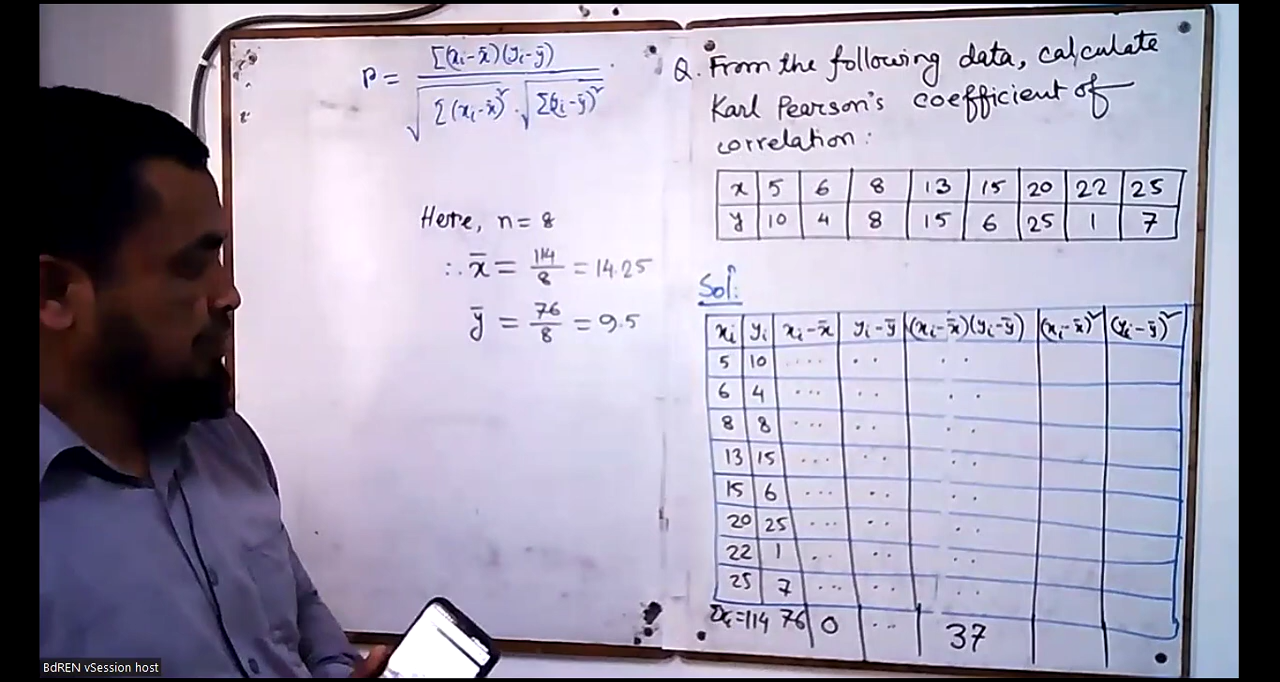 P = Σ(xᵢ-x̄)(yᵢ-ȳ) / √Σ(xᵢ-x̄)² · √Σ(yᵢ-ȳ)²
Here, n = 8
∴ x̄ = 114/8 = 14.25
ȳ = 76/8 = 9.5
Q. From the following data, calculate
Karl Pearson's coefficient of
correlation:
x 5 6 8 13 15 20 22 25
y 10 4 8 15 6 25 1 7
Solⁿ:
xᵢ yᵢ xᵢ-x̄ yᵢ-ȳ (xᵢ-x̄)(yᵢ-ȳ) (xᵢ-x̄)² (yᵢ-ȳ)²
5 10 .... .. ..
6 4 ... .. ..
8 8 ... .. ..
13 15 ... .. ..
15 6 ... .. ..
20 25 ... .. ..
22 1 .. .. ..
25 7 ... .. ..
Σxᵢ=114 76 0 ... 37
BdREN vSession host